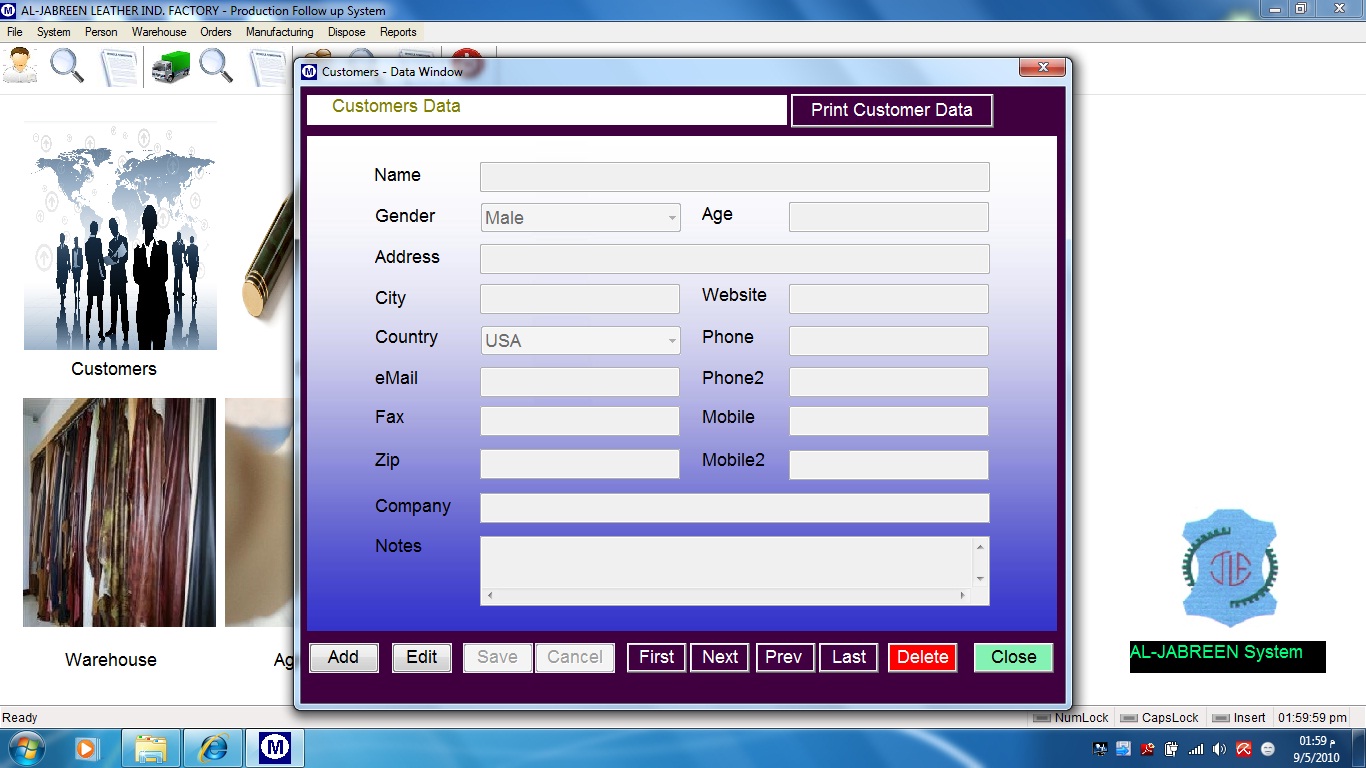 AL-JABREEN LEATHER IND. FACTORY - Production Follow up System
File System Person Warehouse Orders Manufacturing Dispose Reports
Customers - Data Window
Customers Data
Print Customer Data
Name
Gender Male Age
Address
City Website
Country USA Phone
eMail Phone2
Fax Mobile
Zip Mobile2
Company
Notes
Add Edit Save Cancel First Next Prev Last Delete Close
Customers
Warehouse
Ag
JLF
AL-JABREEN System
Ready
NumLock CapsLock Insert 01:59:59 pm
01:59 م
9/5/2010